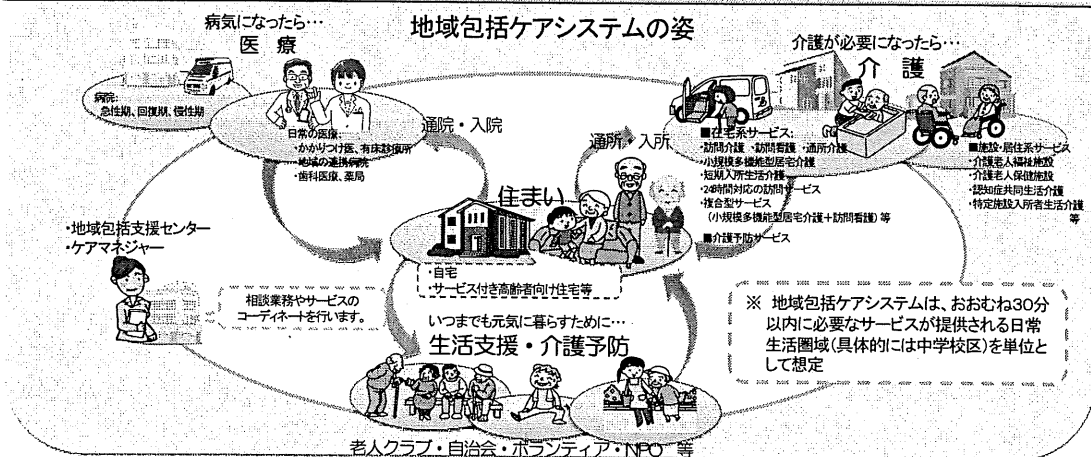 地域包括ケアシステムの姿
病気になったら…
医 療
病院:
急性期、回復期、慢性期
日常の医療:
・かかりつけ医、有床診療所
・地域の連携病院
・歯科医療、薬局
通院・入院
通所・入所
介護が必要になったら…
介 護
■在宅系サービス:
・訪問介護 ・訪問看護 ・通所介護
・小規模多機能型居宅介護
・短期入所生活介護
・24時間対応の訪問サービス
・複合型サービス
(小規模多機能型居宅介護+訪問看護)等
■介護予防サービス
■施設・居住系サービス
・介護老人福祉施設
・介護老人保健施設
・認知症共同生活介護
・特定施設入所者生活介護
等
住まい
・自宅
・サービス付き高齢者向け住宅等
・地域包括支援センター
・ケアマネジャー
相談業務やサービスの
コーディネートを行います。
いつまでも元気に暮らすために…
生活支援・介護予防
老人クラブ・自治会・ボランティア・NPO 等
※ 地域包括ケアシステムは、おおむね30分
以内に必要なサービスが提供される日常
生活圏域(具体的には中学校区)を単位と
して想定